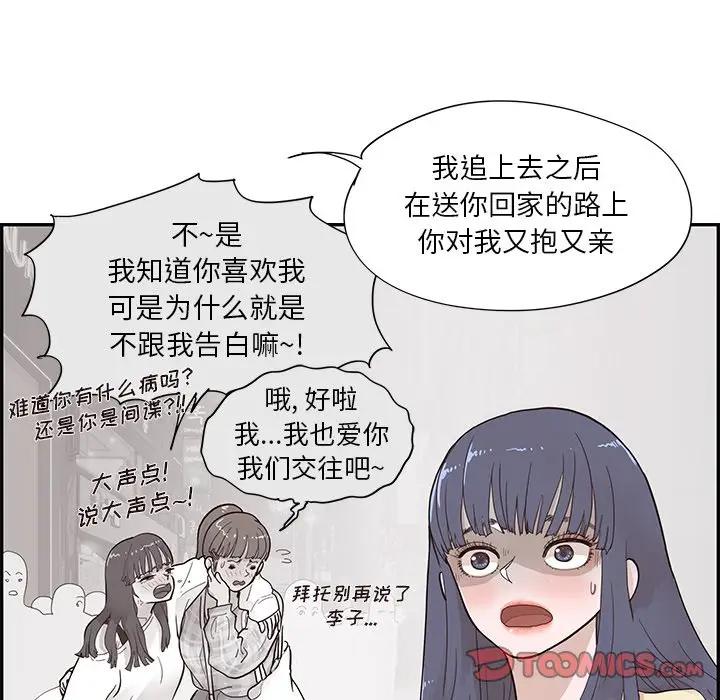 我追上去之后
在送你回家的路上
你对我又抱又亲
不~是
我知道你喜欢我
可是为什么就是
不跟我告白嘛~!
难道你有什么病吗?
还是你是间谍?!!
哦, 好啦
我...我也爱你
我们交往吧~
大声点!
说大声点~!
拜托别再说了
李子...
TOOMICS.COM